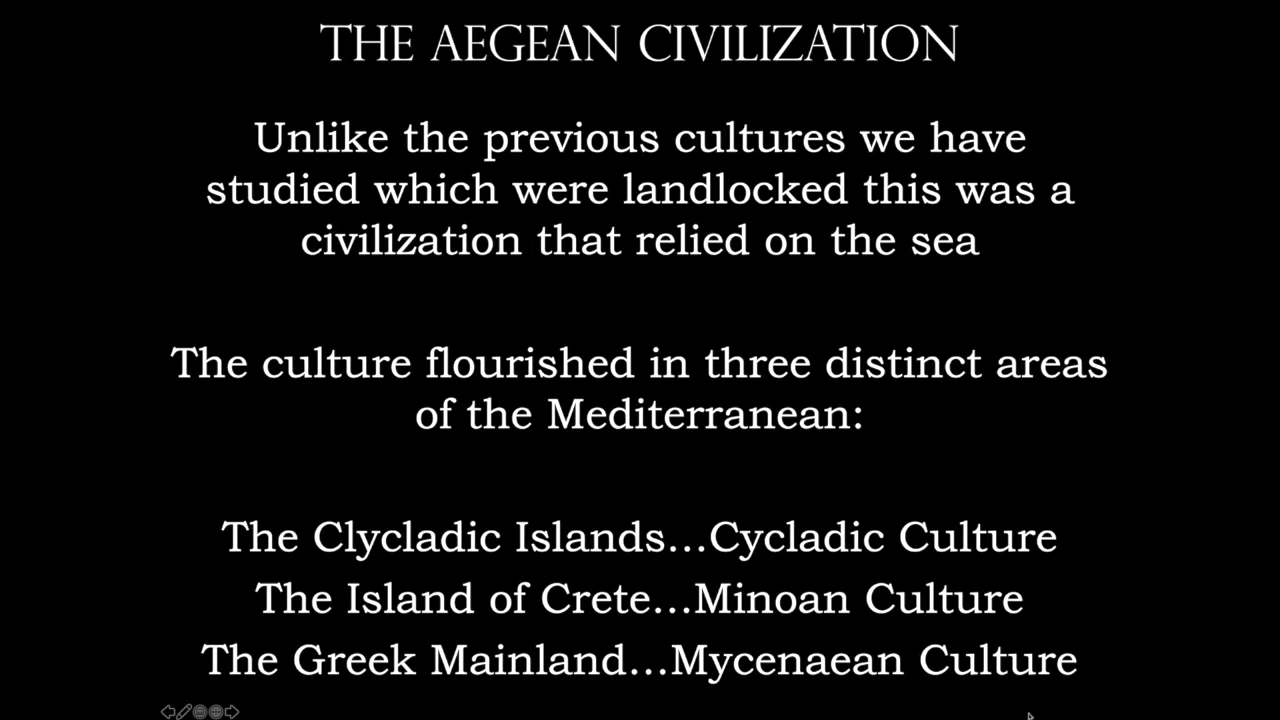 THE AEGEAN CIVILIZATION
Unlike the previous cultures we have
studied which were landlocked this was a
civilization that relied on the sea
The culture flourished in three distinct areas
of the Mediterranean:
The Clycladic Islands...Cycladic Culture
The Island of Crete...Minoan Culture
The Greek Mainland...Mycenaean Culture